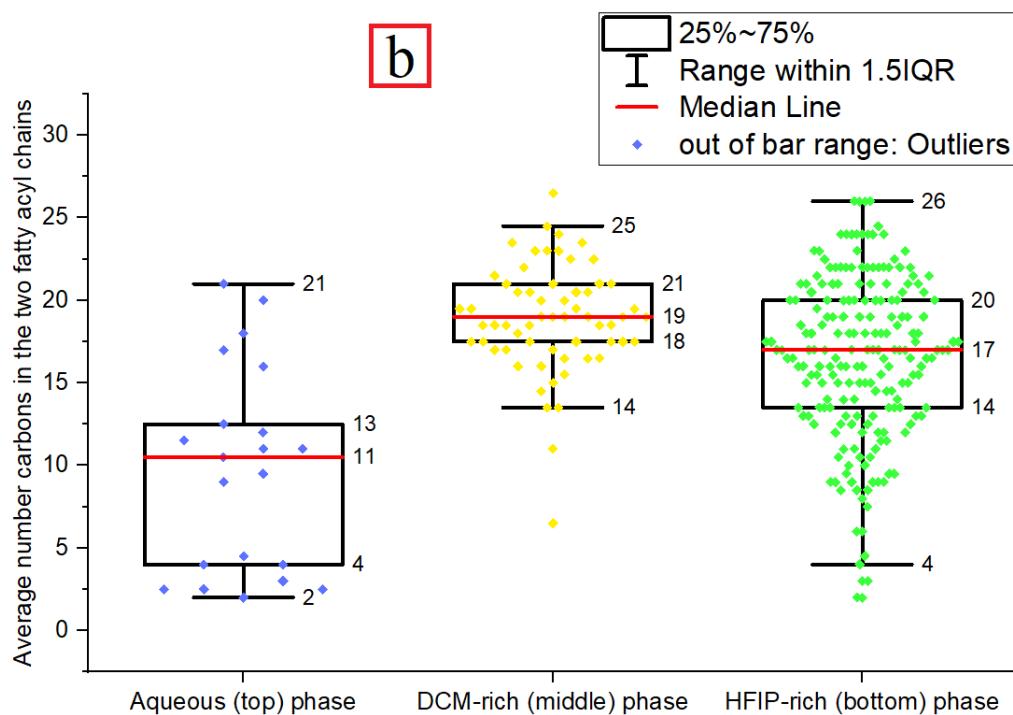 b
25%~75%
Range within 1.5IQR
Median Line
out of bar range: Outliers
Average number carbons in the two fatty acyl chains
30
25
20
15
10
5
0
21
13
11
4
2
25
21
19
18
14
26
20
17
14
4
Aqueous (top) phase
DCM-rich (middle) phase
HFIP-rich (bottom) phase